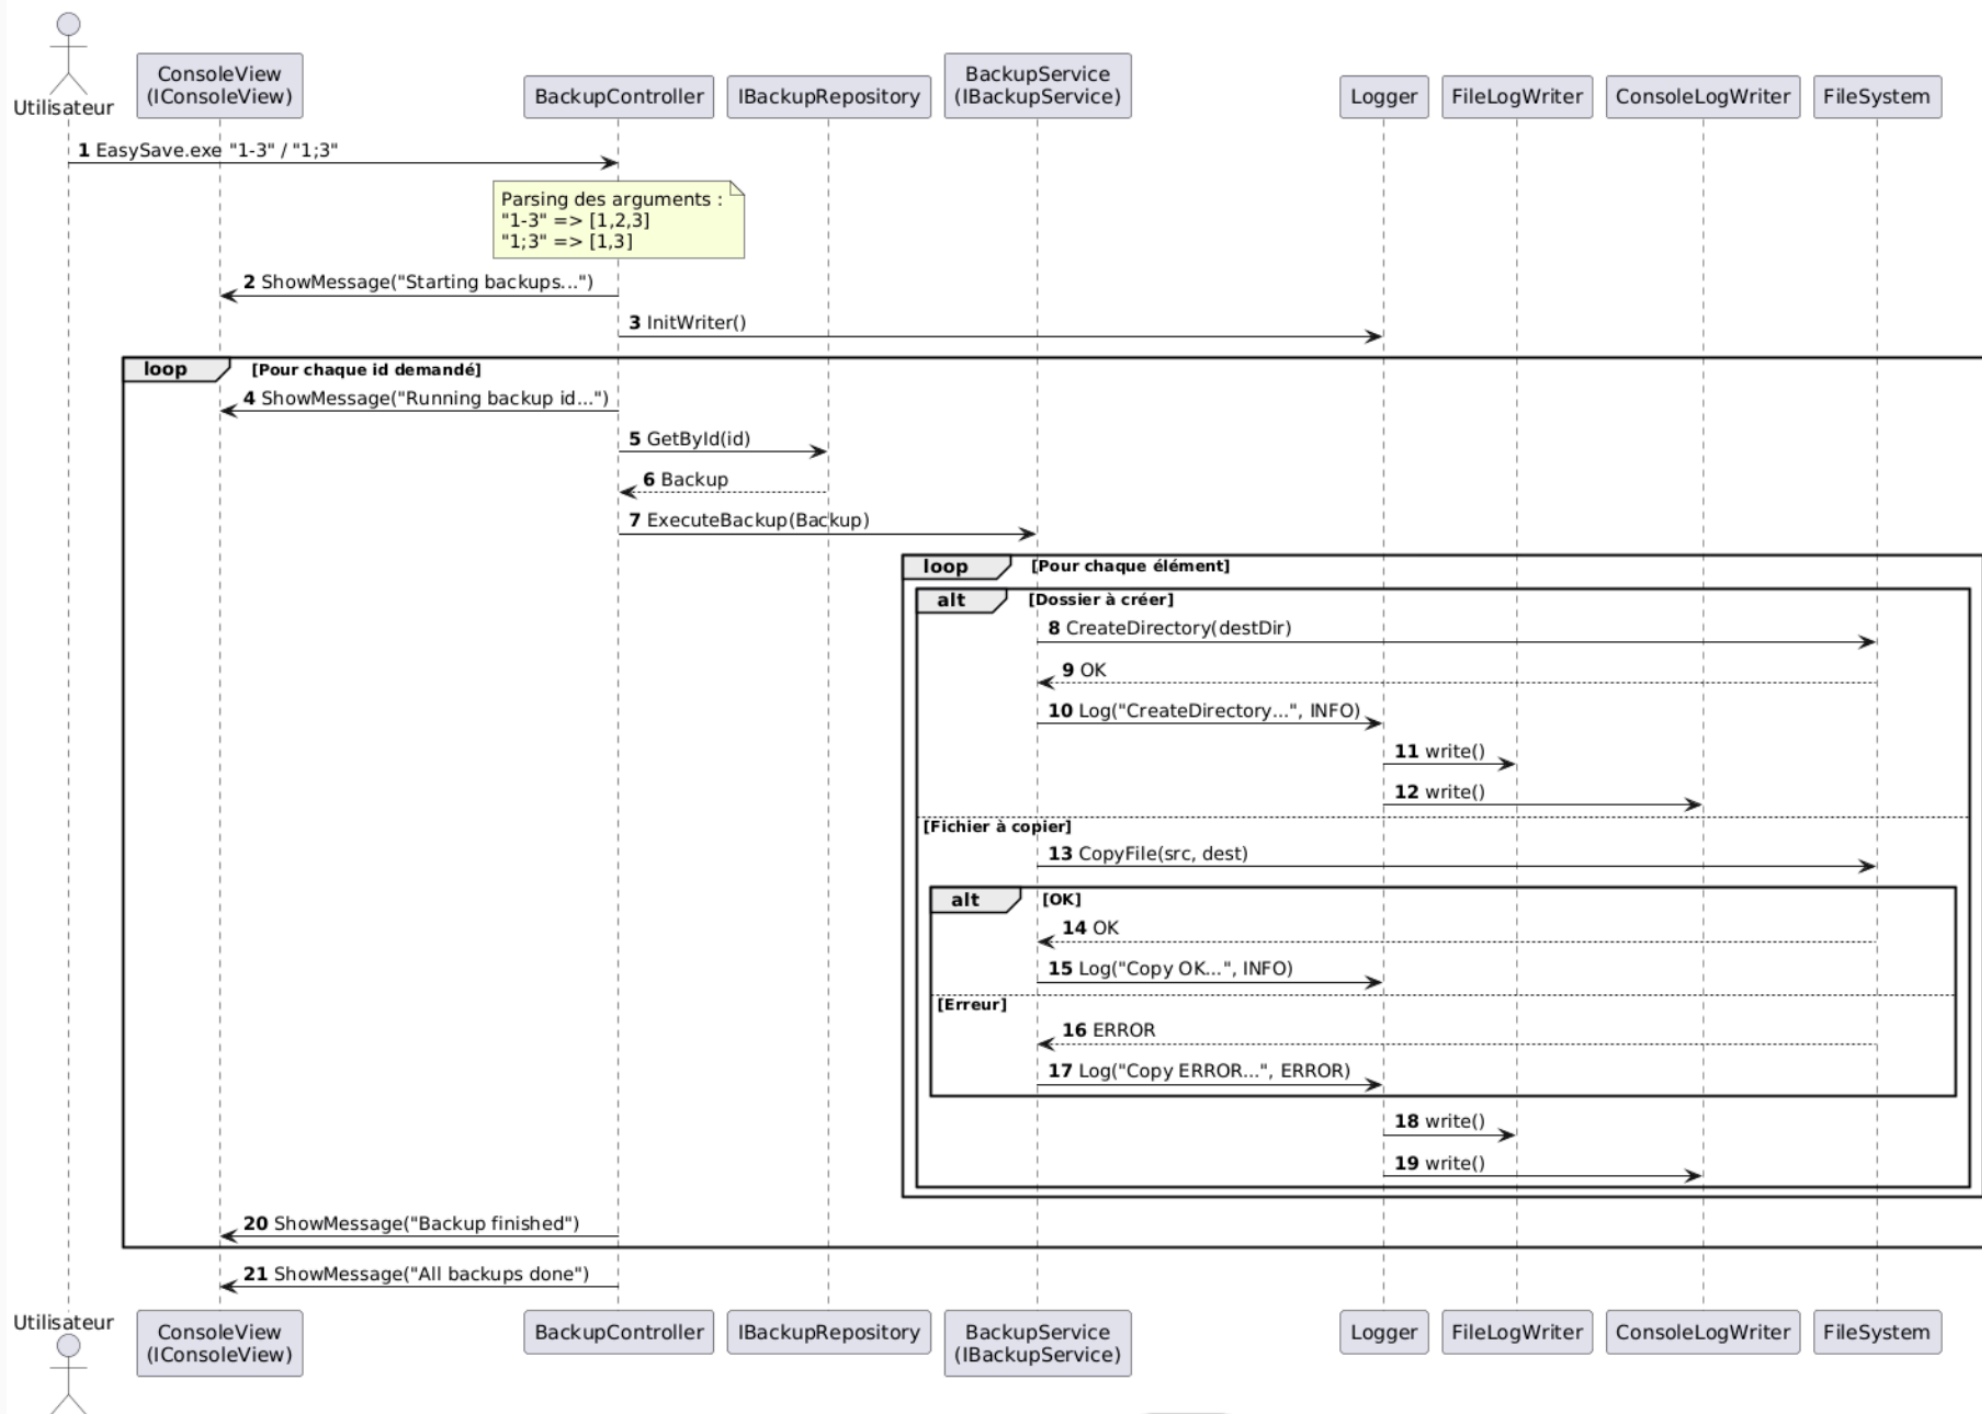 Utilisateur
ConsoleView
(IConsoleView)
BackupController
IBackupRepository
BackupService
(IBackupService)
Logger
FileLogWriter
ConsoleLogWriter
FileSystem
1 EasySave.exe "1-3" / "1;3"
Parsing des arguments :
"1-3" => [1,2,3]
"1;3" => [1,3]
2 ShowMessage("Starting backups...")
3 InitWriter()
loop [Pour chaque id demandé]
4 ShowMessage("Running backup id...")
5 GetById(id)
6 Backup
7 ExecuteBackup(Backup)
loop [Pour chaque élément]
alt [Dossier à créer]
8 CreateDirectory(destDir)
9 OK
10 Log("CreateDirectory...", INFO)
11 write()
12 write()
[Fichier à copier]
13 CopyFile(src, dest)
alt [OK]
14 OK
15 Log("Copy OK...", INFO)
[Erreur]
16 ERROR
17 Log("Copy ERROR...", ERROR)
18 write()
19 write()
20 ShowMessage("Backup finished")
21 ShowMessage("All backups done")
Utilisateur
ConsoleView
(IConsoleView)
BackupController
IBackupRepository
BackupService
(IBackupService)
Logger
FileLogWriter
ConsoleLogWriter
FileSystem